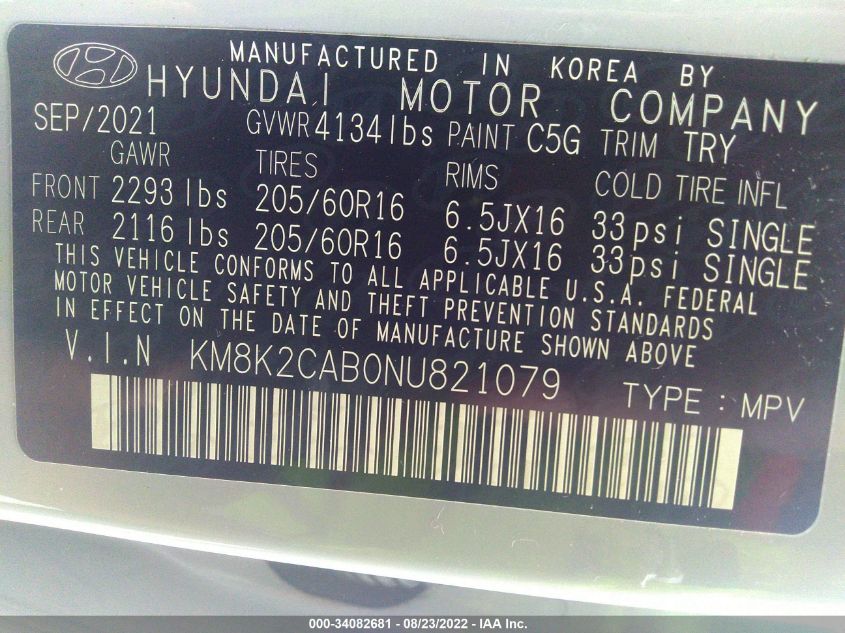 MANUFACTURED IN KOREA BY
HYUNDAI MOTOR COMPANY
SEP/2021 GVWR 4134lbs PAINT C5G TRIM TRY
GAWR TIRES RIMS COLD TIRE INFL
FRONT 2293lbs 205/60R16 6.5JX16 33psi SINGLE
REAR 2116lbs 205/60R16 6.5JX16 33psi SINGLE
THIS VEHICLE CONFORMS TO ALL APPLICABLE U.S.A. FEDERAL
MOTOR VEHICLE SAFETY AND THEFT PREVENTION STANDARDS
IN EFFECT ON THE DATE OF MANUFACTURE SHOWN ABOVE
V.I.N KM8K2CAB0NU821079 TYPE : MPV
000-34082681 - 08/23/2022 - IAA Inc.